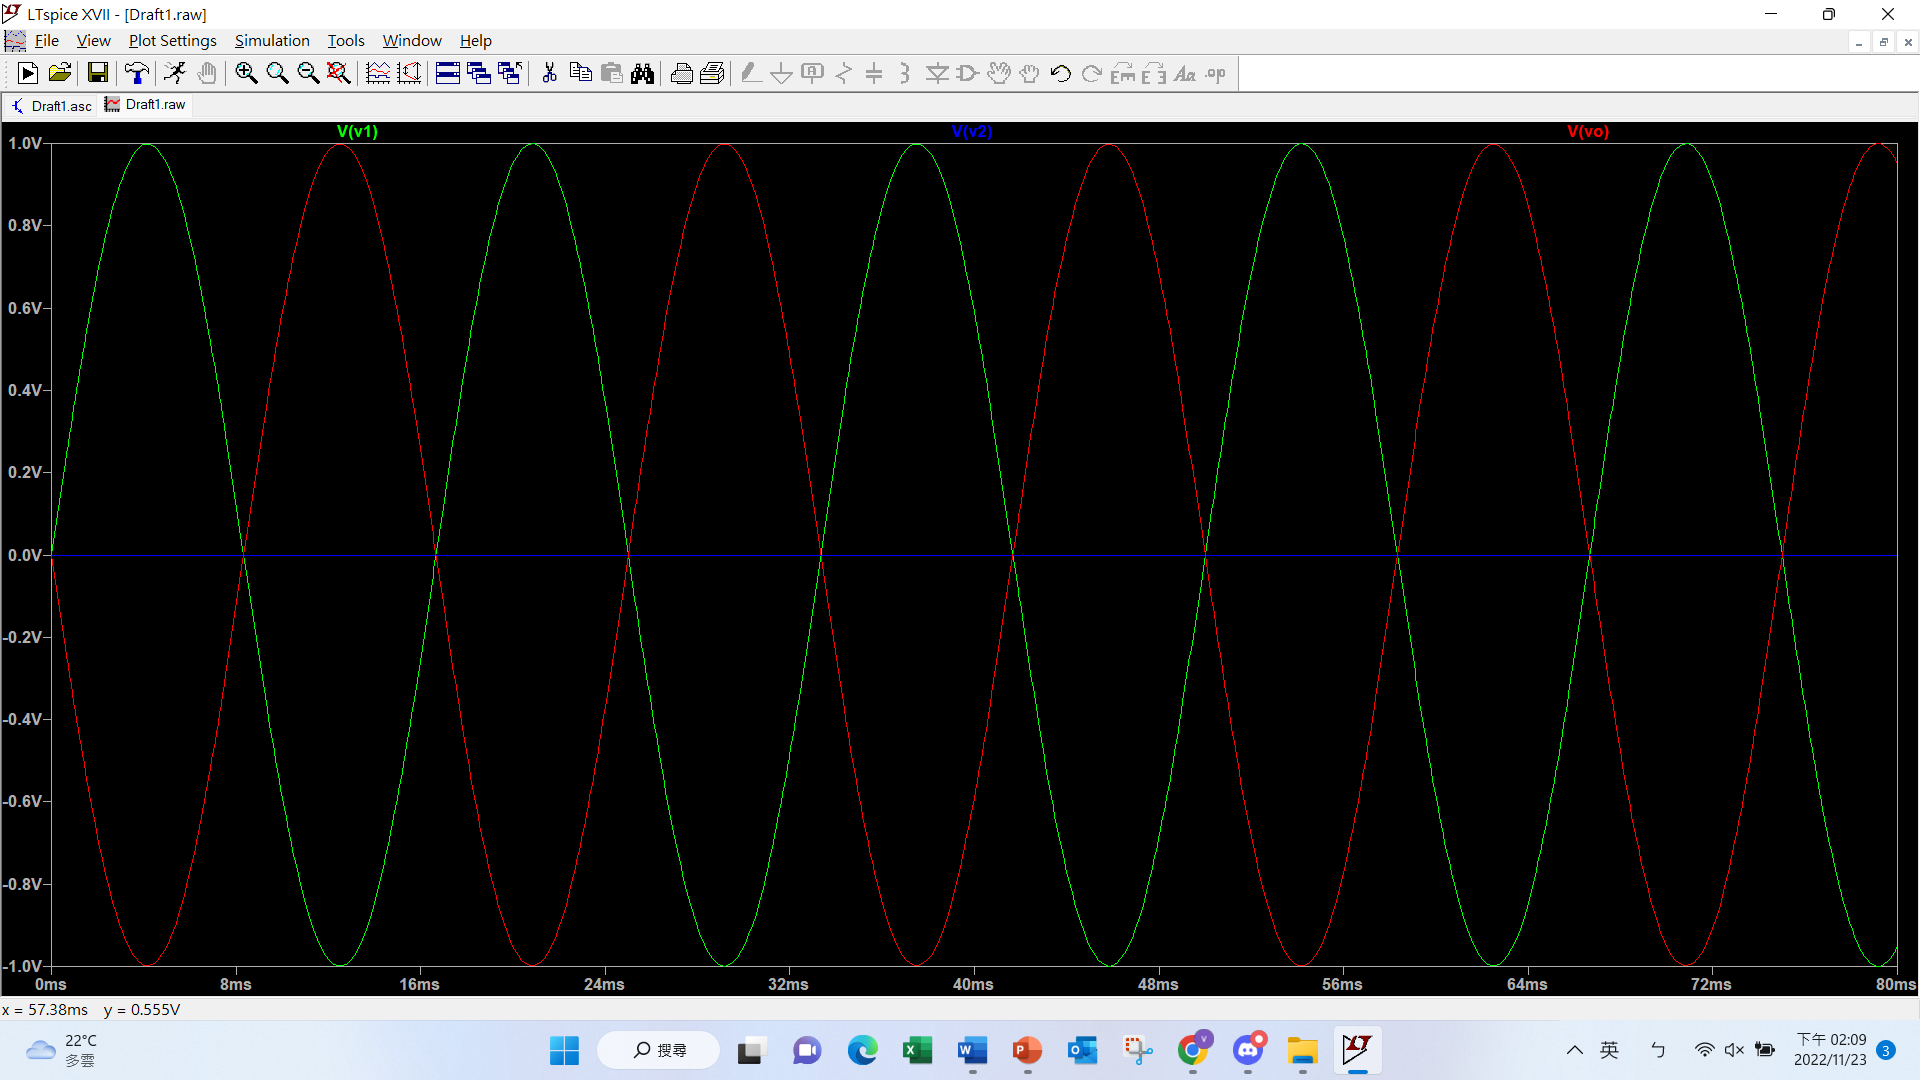 LTspice XVII - [Draft1.raw]
File View Plot Settings Simulation Tools Window Help
Draft1.asc Draft1.raw
V(v1) V(v2) V(vo)
1.0V
0.8V
0.6V
0.4V
0.2V
0.0V
-0.2V
-0.4V
-0.6V
-0.8V
-1.0V
0ms 8ms 16ms 24ms 32ms 40ms 48ms 56ms 64ms 72ms 80ms
x = 57.38ms y = 0.555V
22°C
多雲
搜尋
英 ㄅ
下午 02:09
2022/11/23
3